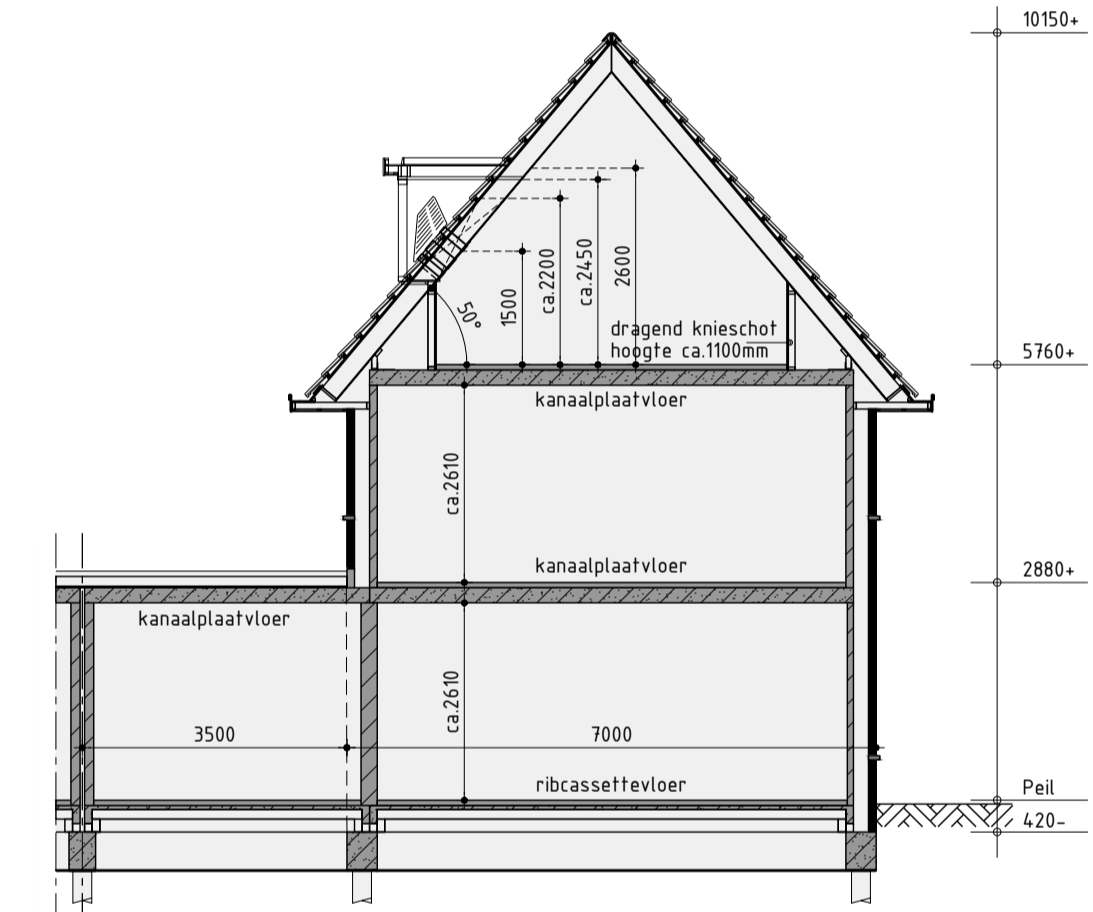 10150+
50°
1500
ca.2200
ca.2450
2600
dragend knieschot
hoogte ca.1100mm
5760+
kanaalplaatvloer
ca.2610
kanaalplaatvloer
2880+
kanaalplaatvloer
ca.2610
3500
7000
ribcassettevloer
Peil
420-